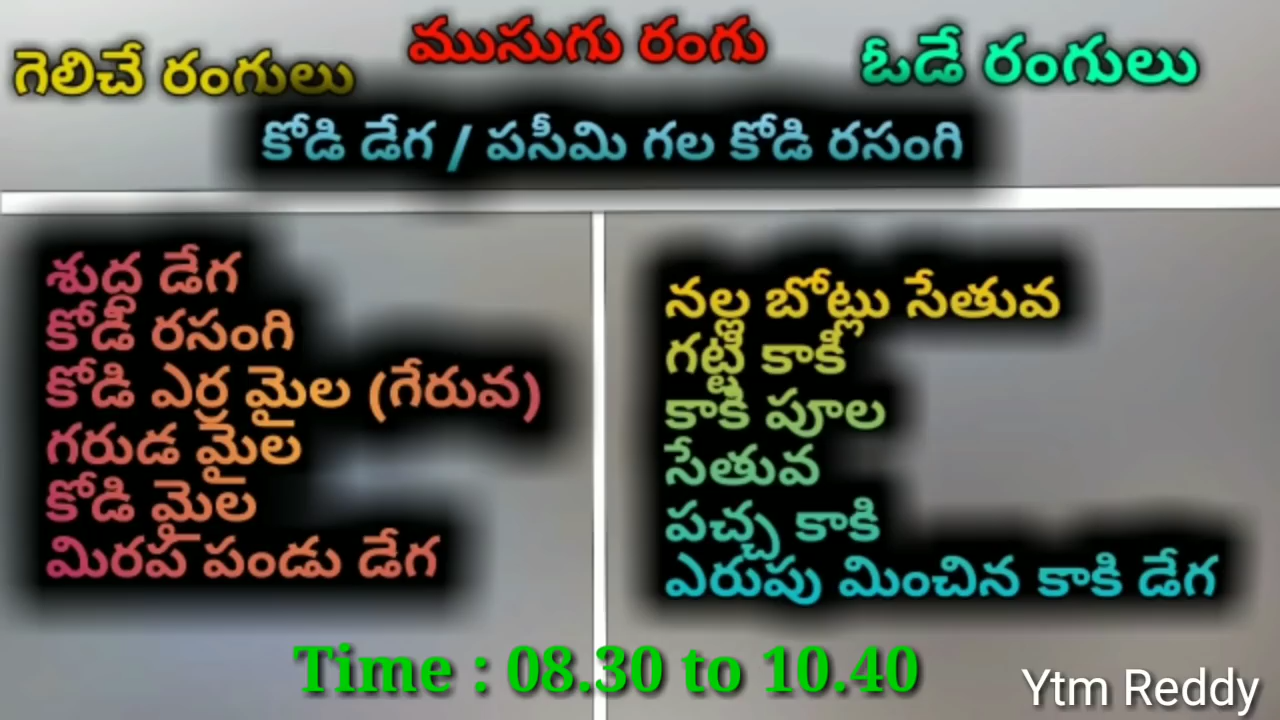 గెలిచే రంగులు
ముసుగు రంగు
ఓడే రంగులు
కోడి డేగ / పసీమి గల కోడి రసంగి
శుద్ధ డేగ
కోడి రసంగి
కోడి ఎర్ర మైల (గేరువ)
గరుడ మైల
కోడి మైల
మిరప పండు డేగ
నల్ల బోట్లు సేతువ
గట్టి కాకి
కాకి పూల
సేతువ
పచ్చ కాకి
ఎరుపు మించిన కాకి డేగ
Time : 08.30 to 10.40
Ytm Reddy